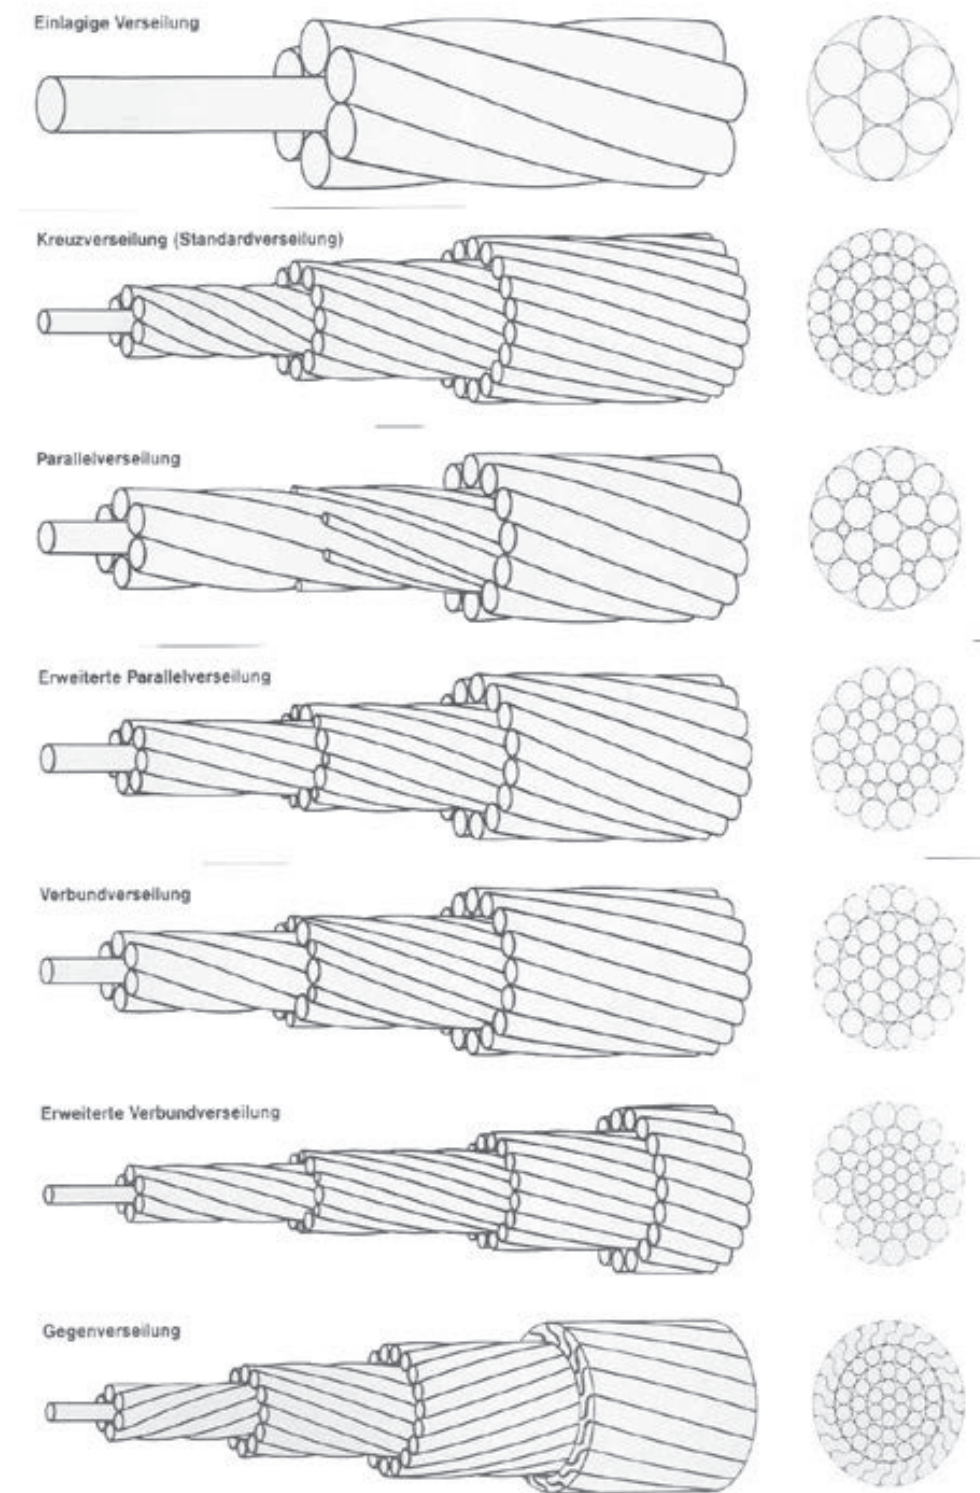 Einlagige Verseilung
Kreuzverseilung (Standardverseilung)
Parallelverseilung
Erweiterte Parallelverseilung
Verbundverseilung
Erweiterte Verbundverseilung
Gegenverseilung